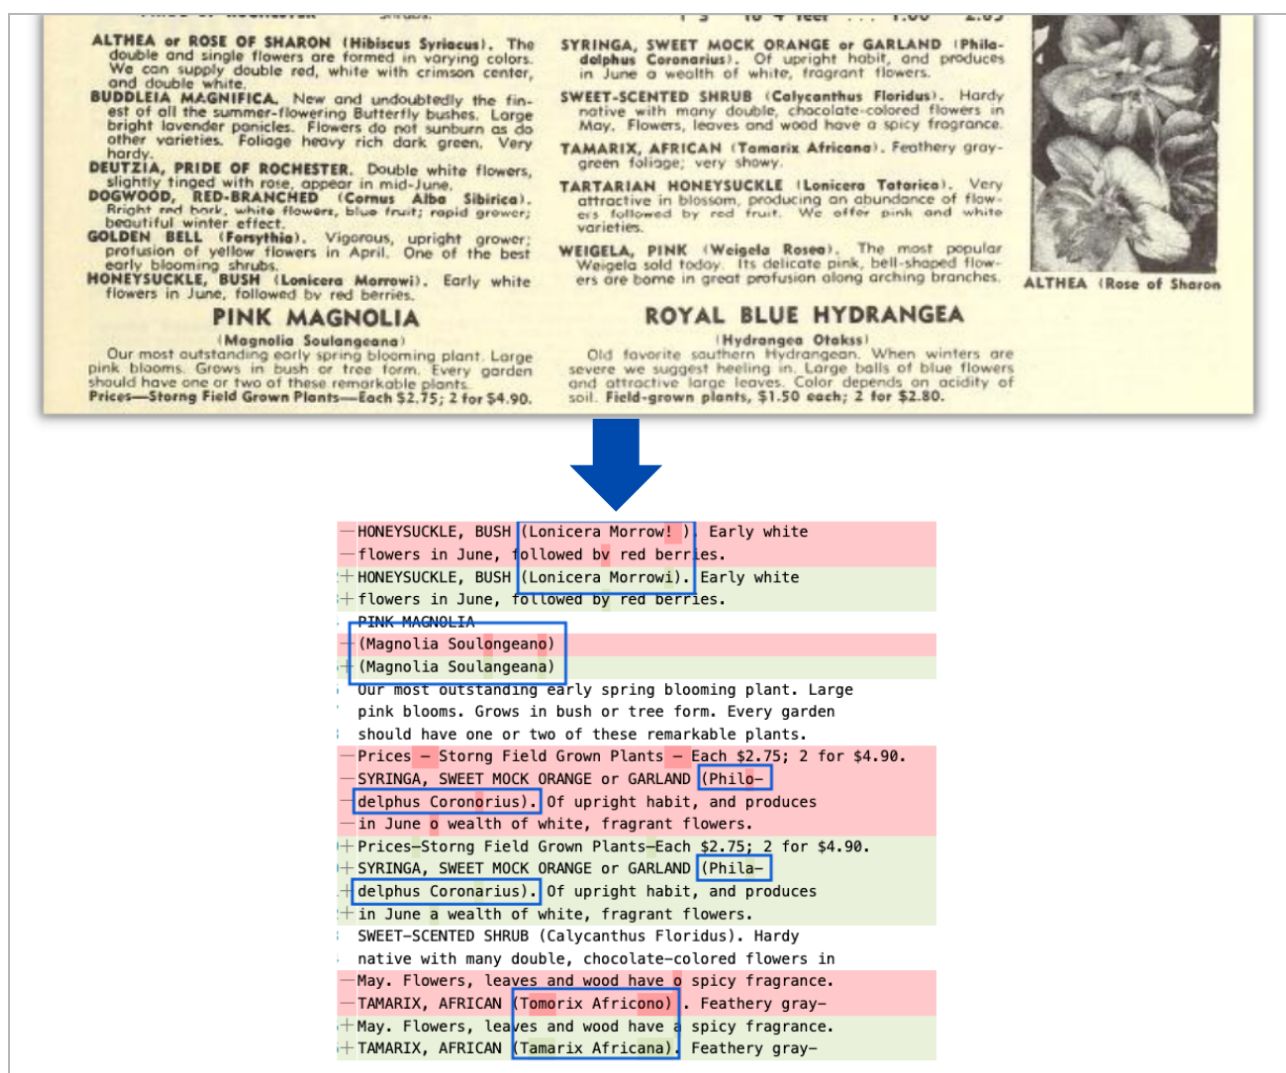 ALTHEA or ROSE OF SHARON (Hibiscus Syriacus). The
double and single flowers are formed in varying colors.
We can supply double red, white with crimson center,
and double white.
BUDDLEIA MAGNIFICA. New and undoubtedly the fin-
est of all the summer-flowering Butterfly bushes. Large
bright lavender panicles. Flowers do not sunburn as do
other varieties. Foliage heavy rich dark green. Very
hardy.
DEUTZIA, PRIDE OF ROCHESTER. Double white flowers,
slightly tinged with rose, appear in mid-June.
DOGWOOD, RED-BRANCHED (Cornus Alba Sibirica).
Bright red bark, white flowers, blue fruit; rapid grower;
beautiful winter effect.
GOLDEN BELL (Forsythia). Vigorous, upright grower;
profusion of yellow flowers in April. One of the best
early blooming shrubs.
HONEYSUCKLE, BUSH (Lonicera Morrowi). Early white
flowers in June, followed by red berries.
PINK MAGNOLIA
(Magnolia Soulangeana)
Our most outstanding early spring blooming plant. Large
pink blooms. Grows in bush or tree form. Every garden
should have one or two of these remarkable plants.
Prices—Storng Field Grown Plants—Each $2.75; 2 for $4.90.
1 3 to 4 feet ... 1.00 2.85
SYRINGA, SWEET MOCK ORANGE or GARLAND (Phila-
delphus Coronarius). Of upright habit, and produces
in June a wealth of white, fragrant flowers.
SWEET-SCENTED SHRUB (Calycanthus Floridus). Hardy
native with many double, chocolate-colored flowers in
May. Flowers, leaves and wood have a spicy fragrance.
TAMARIX, AFRICAN (Tamarix Africana). Feathery gray-
green foliage; very showy.
TARTARIAN HONEYSUCKLE (Lonicera Tatarica). Very
attractive in blossom, producing an abundance of flow-
ers followed by red fruit. We offer pink and white
varieties.
WEIGELA, PINK (Weigela Rosea). The most popular
Weigela sold today. Its delicate pink, bell-shaped flow-
ers are borne in great profusion along arching branches.
ROYAL BLUE HYDRANGEA
(Hydrangea Otakss)
Old favorite southern Hydrangean. When winters are
severe we suggest heeling in. Large balls of blue flowers
and attractive large leaves. Color depends on acidity of
soil. Field-grown plants, $1.50 each; 2 for $2.80.
ALTHEA (Rose of Sharon
—HONEYSUCKLE, BUSH (Lonicera Morrow! ). Early white
—flowers in June, followed bv red berries.
+HONEYSUCKLE, BUSH (Lonicera Morrowi). Early white
+flowers in June, followed by red berries.
PINK MAGNOLIA
—(Magnolia Soulongeano)
+(Magnolia Soulangeana)
Our most outstanding early spring blooming plant. Large
pink blooms. Grows in bush or tree form. Every garden
should have one or two of these remarkable plants.
—Prices — Storng Field Grown Plants — Each $2.75; 2 for $4.90.
—SYRINGA, SWEET MOCK ORANGE or GARLAND (Philo-
—delphus Coronorius). Of upright habit, and produces
—in June o wealth of white, fragrant flowers.
+Prices—Storng Field Grown Plants—Each $2.75; 2 for $4.90.
+SYRINGA, SWEET MOCK ORANGE or GARLAND (Phila-
+delphus Coronarius). Of upright habit, and produces
+in June a wealth of white, fragrant flowers.
SWEET-SCENTED SHRUB (Calycanthus Floridus). Hardy
native with many double, chocolate-colored flowers in
—May. Flowers, leaves and wood have o spicy fragrance.
—TAMARIX, AFRICAN (Tomorix Africono) . Feathery gray-
+May. Flowers, leaves and wood have a spicy fragrance.
+TAMARIX, AFRICAN (Tamarix Africana). Feathery gray-